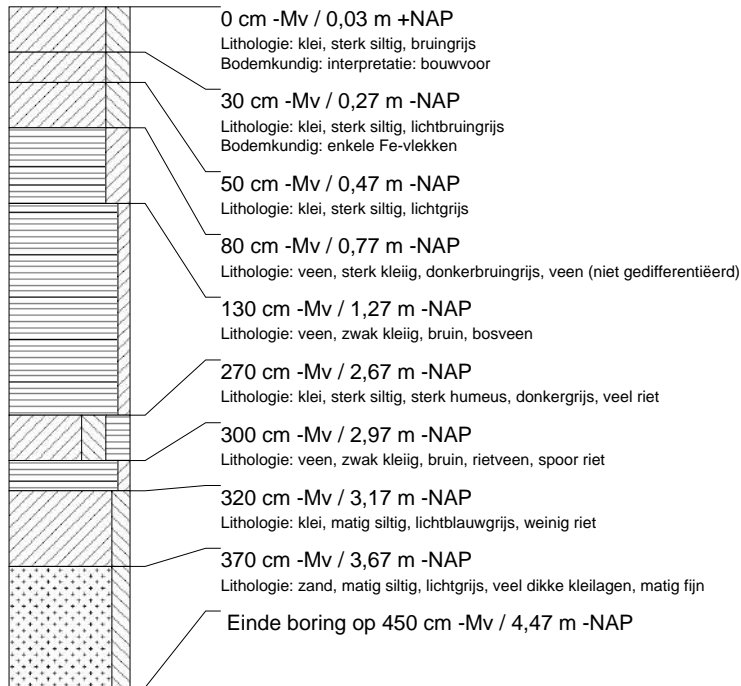 0 cm -Mv / 0,03 m +NAP
Lithologie: klei, sterk siltig, bruingrijs
Bodemkundig: interpretatie: bouwvoor
30 cm -Mv / 0,27 m -NAP
Lithologie: klei, sterk siltig, lichtbruingrijs
Bodemkundig: enkele Fe-vlekken
50 cm -Mv / 0,47 m -NAP
Lithologie: klei, sterk siltig, lichtgrijs
80 cm -Mv / 0,77 m -NAP
Lithologie: veen, sterk kleiig, donkerbruingrijs, veen (niet gedifferentiëerd)
130 cm -Mv / 1,27 m -NAP
Lithologie: veen, zwak kleiig, bruin, bosveen
270 cm -Mv / 2,67 m -NAP
Lithologie: klei, sterk siltig, sterk humeus, donkergrijs, veel riet
300 cm -Mv / 2,97 m -NAP
Lithologie: veen, zwak kleiig, bruin, rietveen, spoor riet
320 cm -Mv / 3,17 m -NAP
Lithologie: klei, matig siltig, lichtblauwgrijs, weinig riet
370 cm -Mv / 3,67 m -NAP
Lithologie: zand, matig siltig, lichtgrijs, veel dikke kleilagen, matig fijn
Einde boring op 450 cm -Mv / 4,47 m -NAP